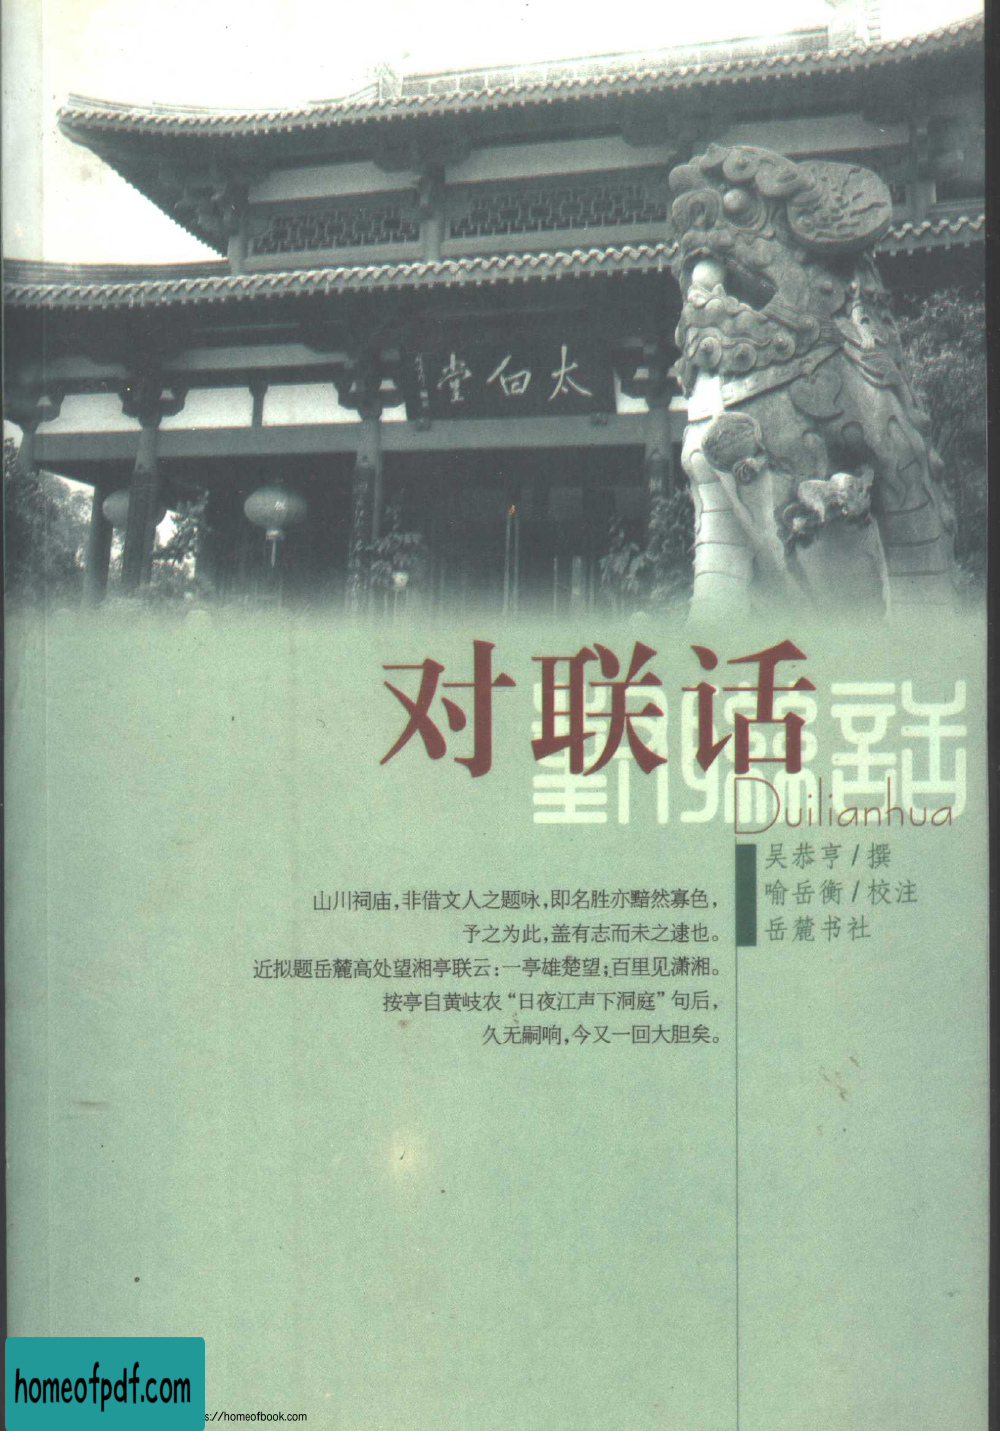 太白堂
对联话
對聯話
Duilianhua
吴恭亨/撰
喻岳衡/校注
岳麓书社
山川祠庙,非借文人之题咏,即名胜亦黯然寡色,
予之为此,盖有志而未之逮也。
近拟题岳麓高处望湘亭联云:一亭雄楚望;百里见潇湘。
按亭自黄岐农“日夜江声下洞庭”句后,
久无嗣响,今又一回大胆矣。
homeofpdf.com
s://homeofbook.com